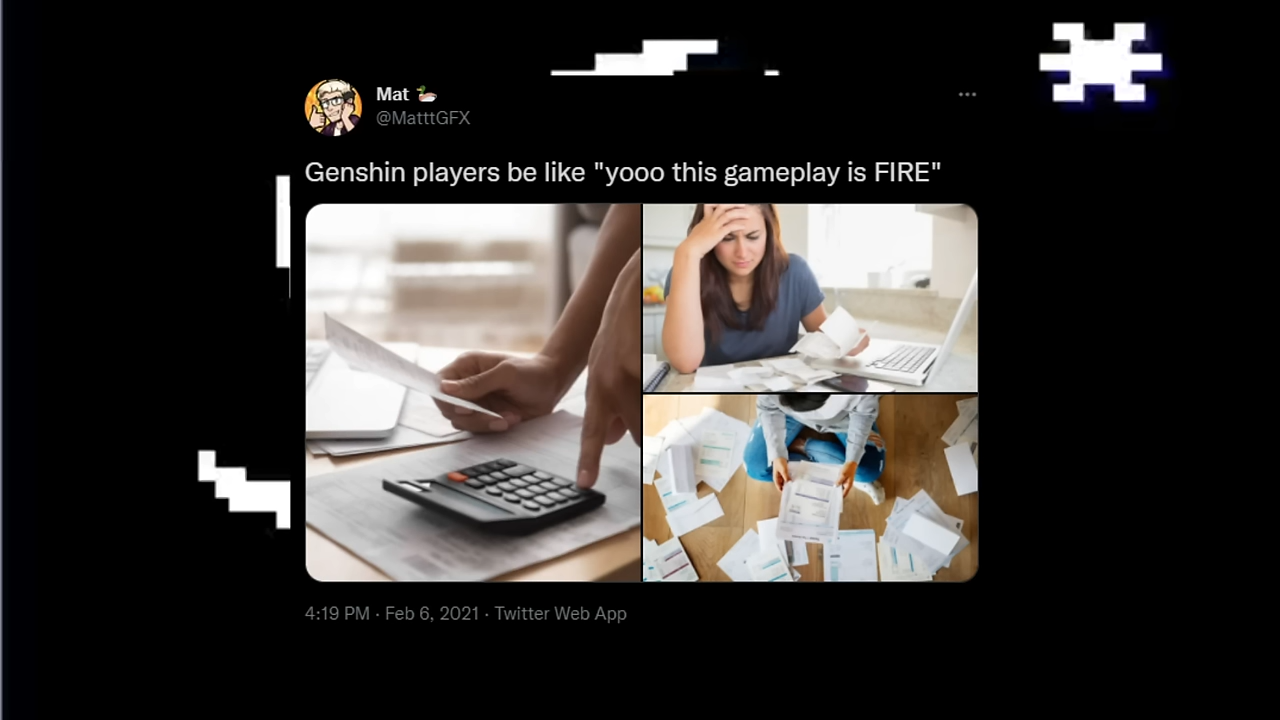 Mat 🦆
@MatttGFX
Genshin players be like "yooo this gameplay is FIRE"
4:19 PM · Feb 6, 2021 · Twitter Web App